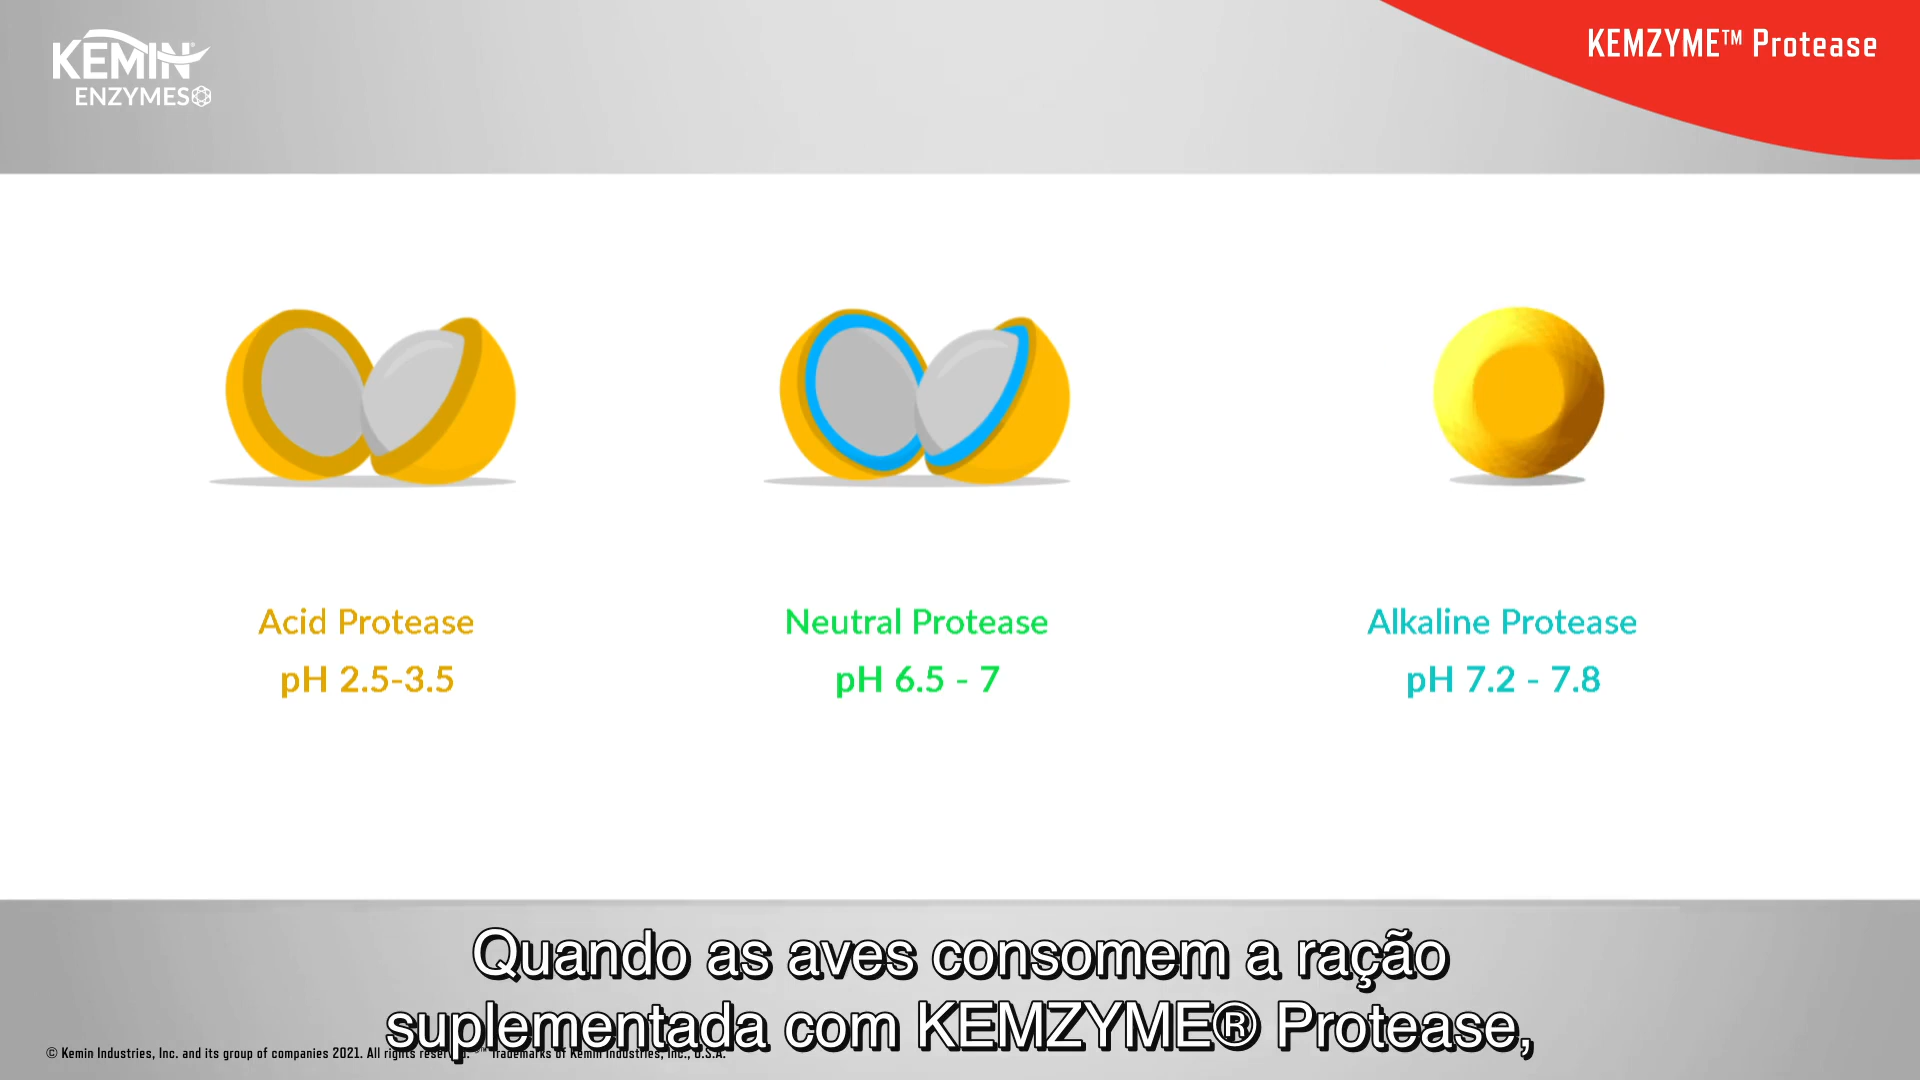 KEMIN®
ENZYMES
KEMZYME™ Protease
Acid Protease
pH 2.5-3.5
Neutral Protease
pH 6.5 - 7
Alkaline Protease
pH 7.2 - 7.8
Quando as aves consomem a ração
suplementada com KEMZYME® Protease,
© Kemin Industries, Inc. and its group of companies 2021. All rights reserved. ®™ Trademarks of Kemin Industries, Inc., U.S.A.